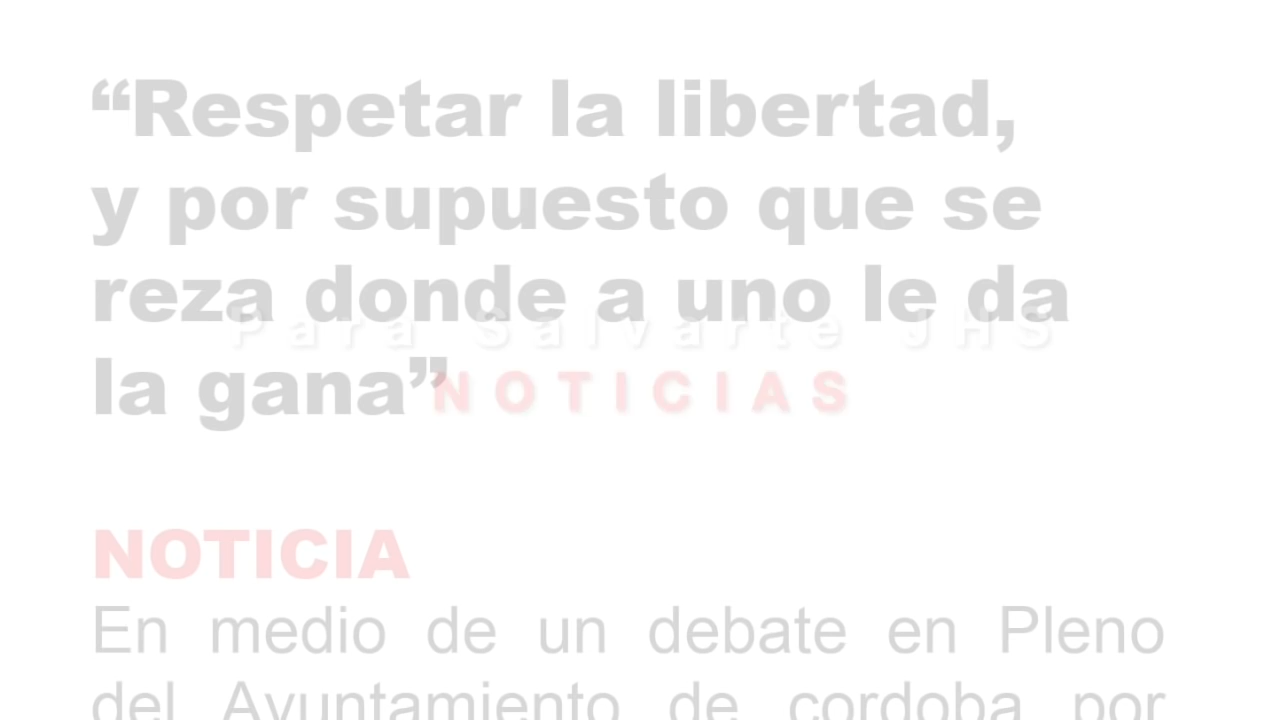 “Respetar la libertad,
y por supuesto que se
reza donde a uno le da
Para Salvarte JHS
la gana”
NOTICIAS
NOTICIA
En medio de un debate en Pleno
del Ayuntamiento de cordoba por